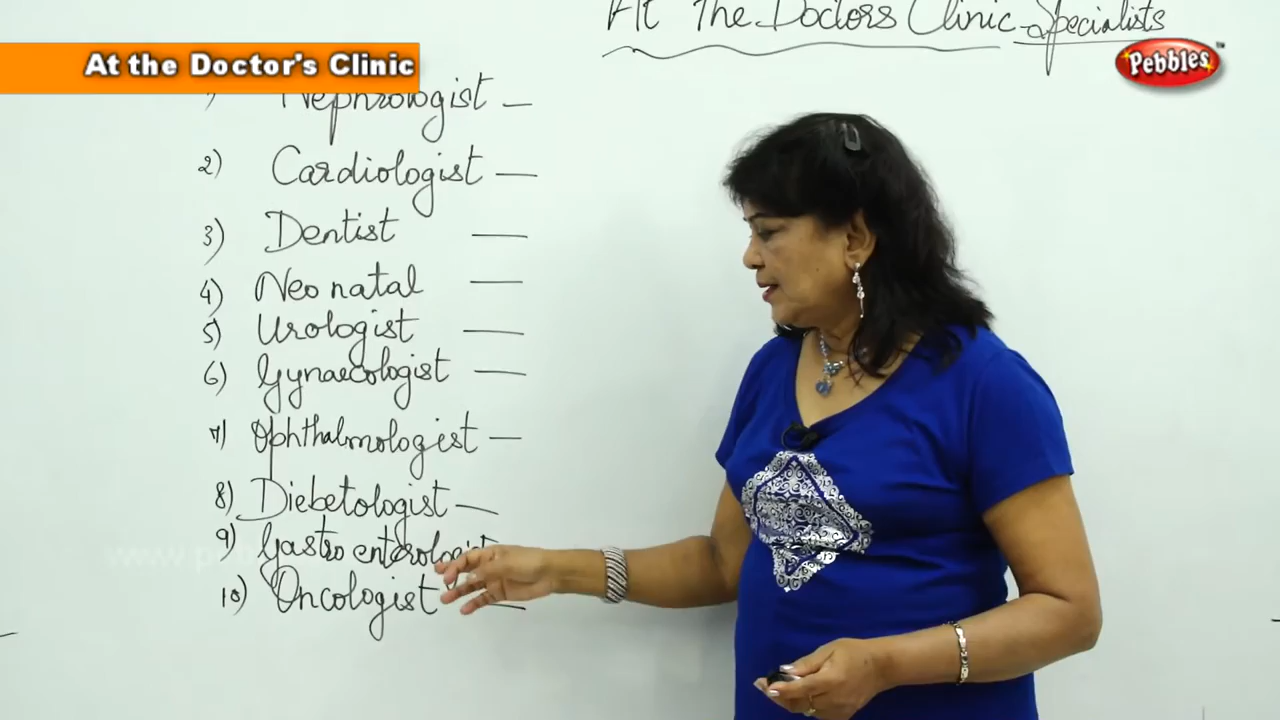 At The Doctors Clinic - Specialists
At the Doctor's Clinic
Pebbles™
Nephrologist —
2) Cardiologist —
3) Dentist —
4) Neo natal —
5) Urologist —
6) Gynaecologist —
7) Ophthalmologist —
8) Diebetologist —
9) Gastro enterologist
10) Oncologist —